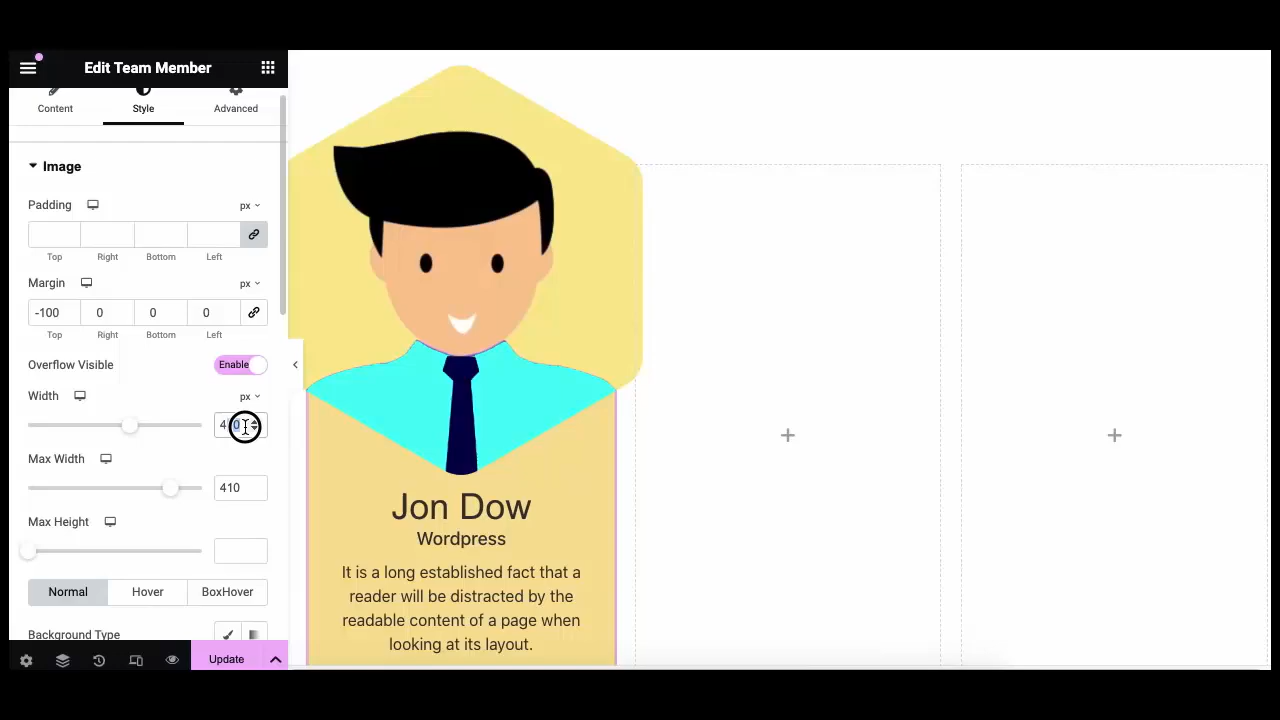 Edit Team Member
Content Style Advanced
Image
Padding px
Top Right Bottom Left
Margin px
-100 0 0 0
Top Right Bottom Left
Overflow Visible Enable
Width px
Max Width
410
Max Height
Normal Hover BoxHover
Background Type
Update
Jon Dow
Wordpress
It is a long established fact that a
reader will be distracted by the
readable content of a page when
looking at its layout.